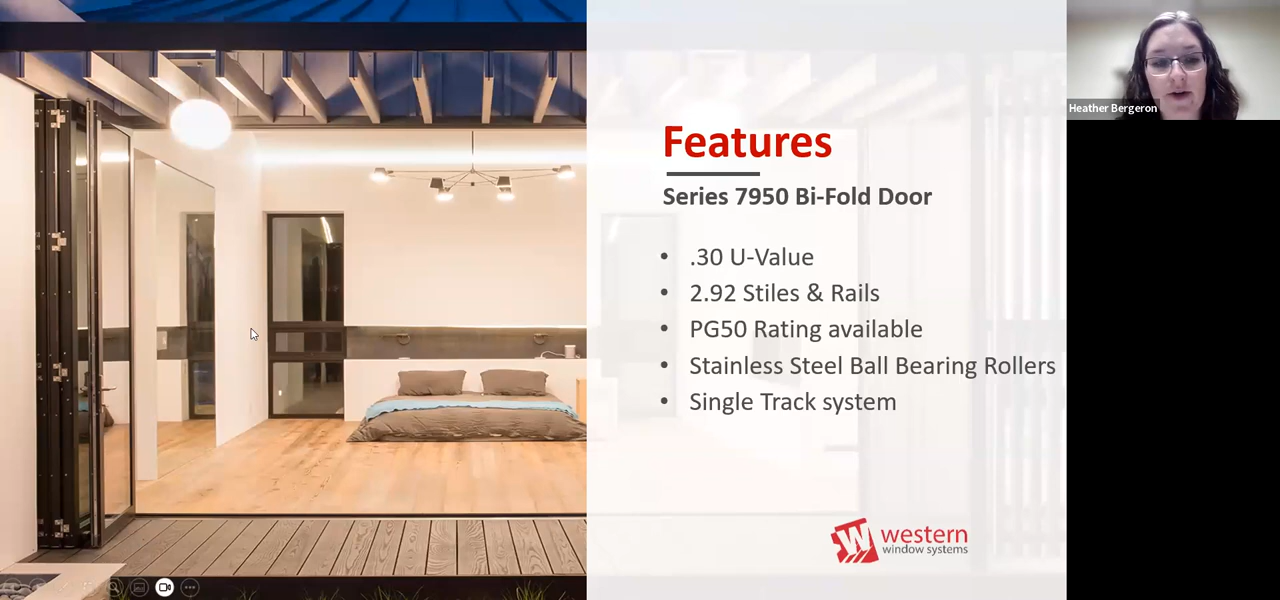 Features
Series 7950 Bi-Fold Door
• .30 U-Value
• 2.92 Stiles & Rails
• PG50 Rating available
• Stainless Steel Ball Bearing Rollers
• Single Track system
western
window systems
Heather Bergeron